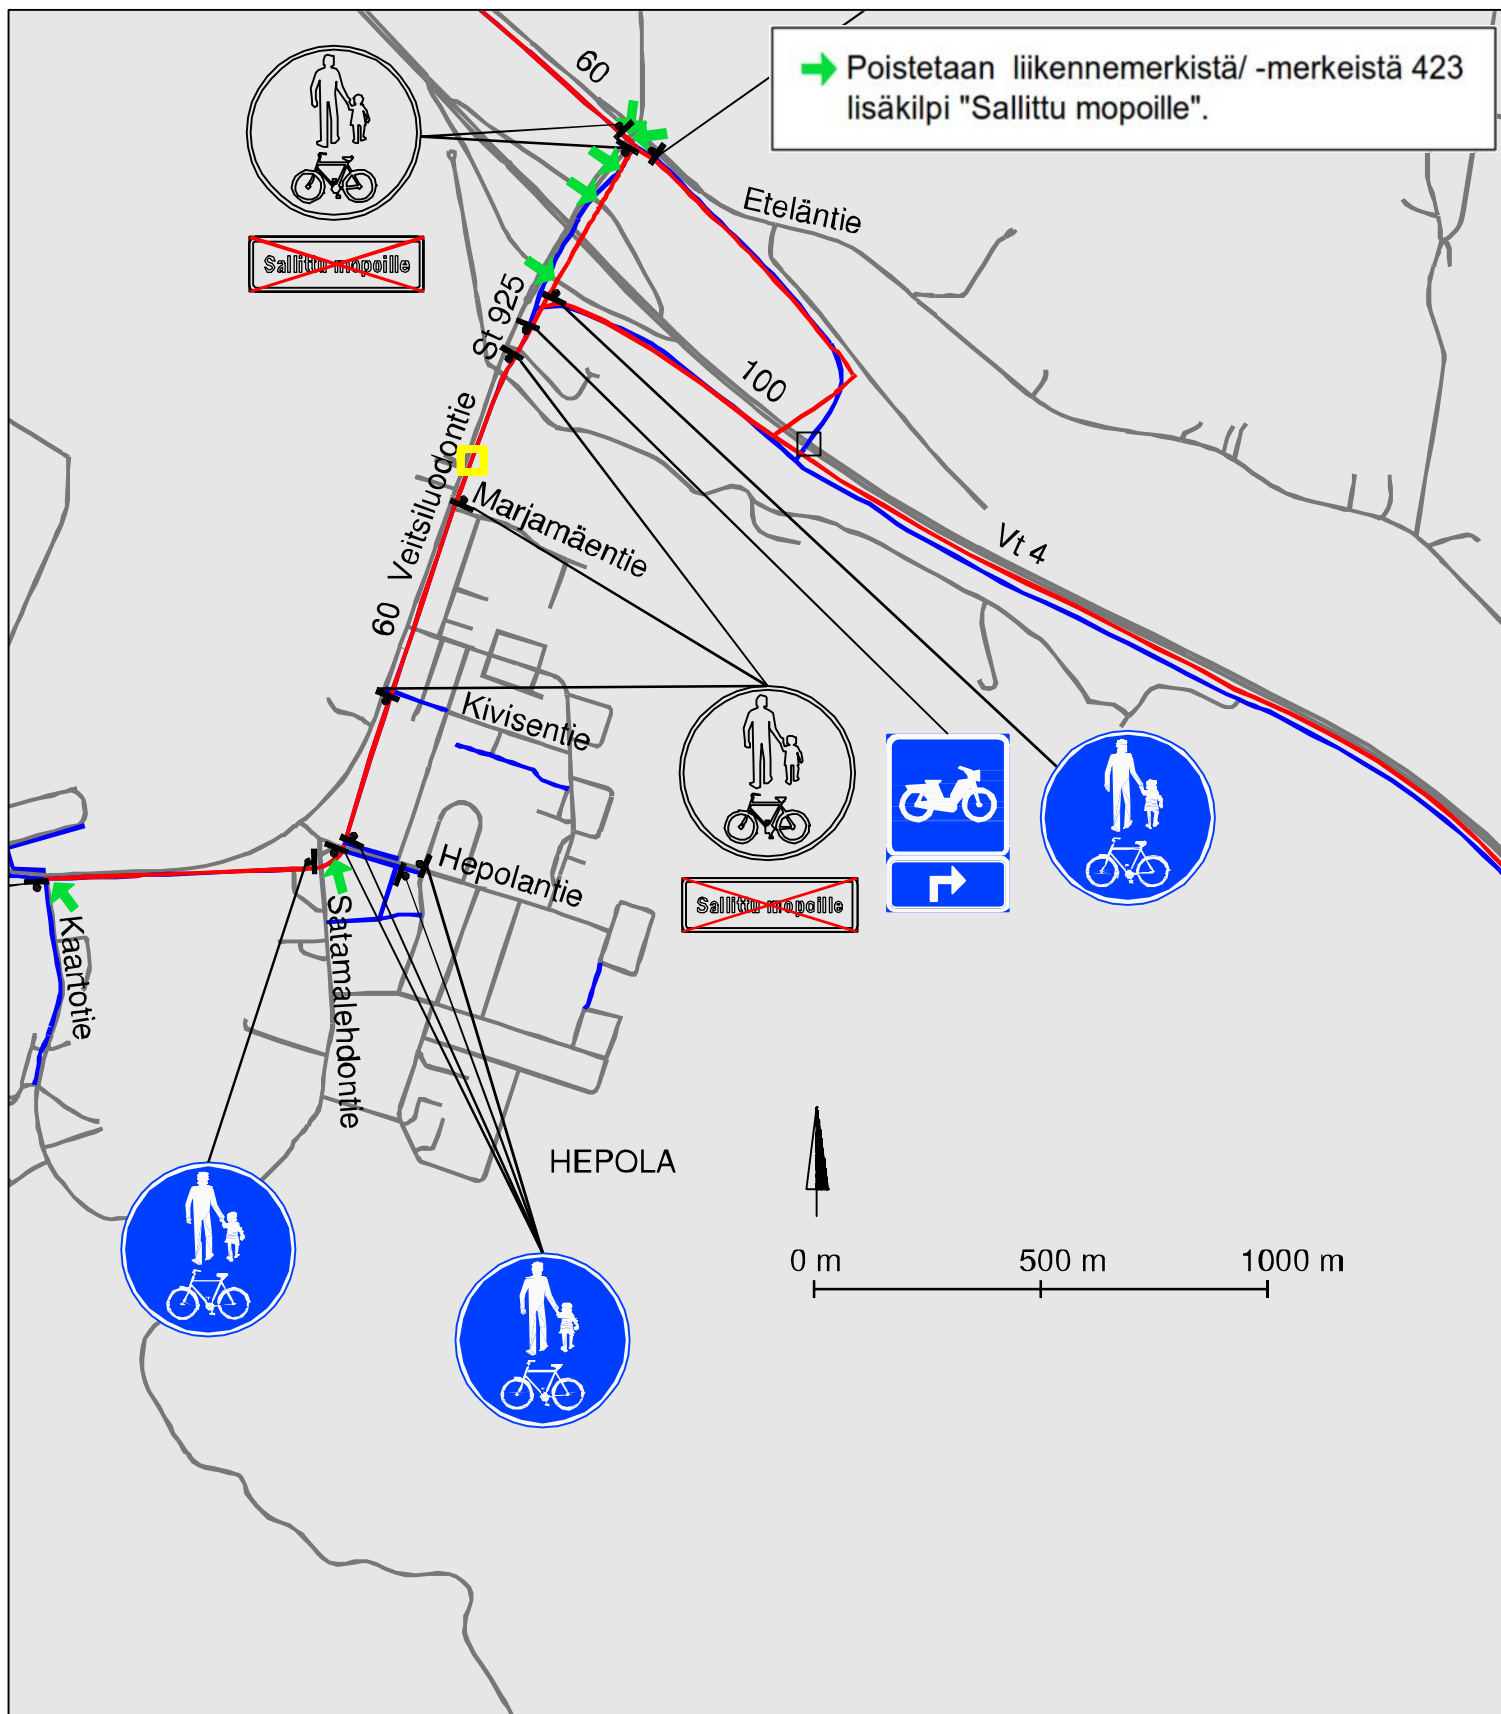 60
Poistetaan liikennemerkistä/ -merkeistä 423
lisäkilpi "Sallittu mopoille".
Eteläntie
Sallittu mopoille
St 925
100
Veitsiluodontie
Marjamäentie
Vt 4
60
Kivisentie
Hepolantie
Sallittu mopoille
Satamalehdontie
Kaartotie
HEPOLA
0 m 500 m 1000 m